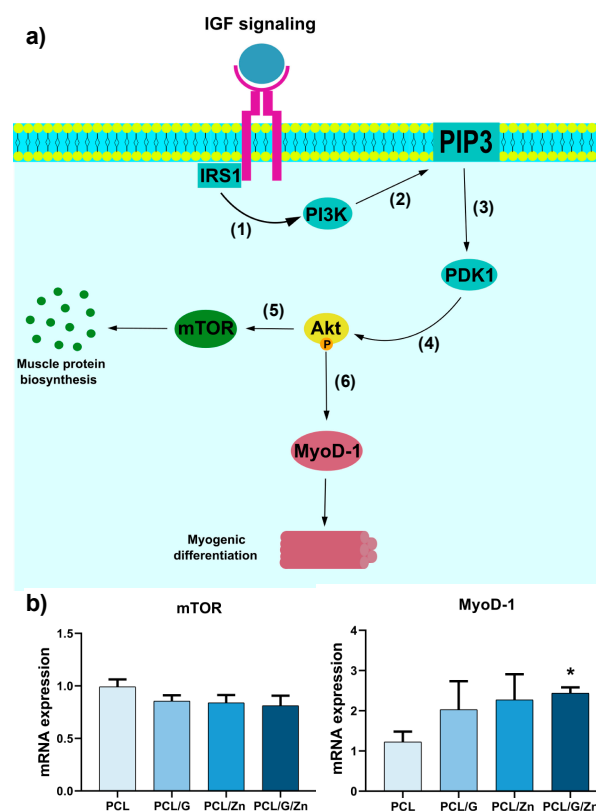 a)
IGF signaling
PIP3
IRS1
PI3K
(1)
(2)
(3)
PDK1
(4)
Akt
P
(5)
mTOR
Muscle protein
biosynthesis
(6)
MyoD-1
Myogenic
differentiation
b)
mTOR
mRNA expression
1.5
1.0
0.5
0.0
PCL
PCL/G
PCL/Zn
PCL/G/Zn
MyoD-1
mRNA expression
4
3
2
1
0
*
PCL
PCL/G
PCL/Zn
PCL/G/Zn